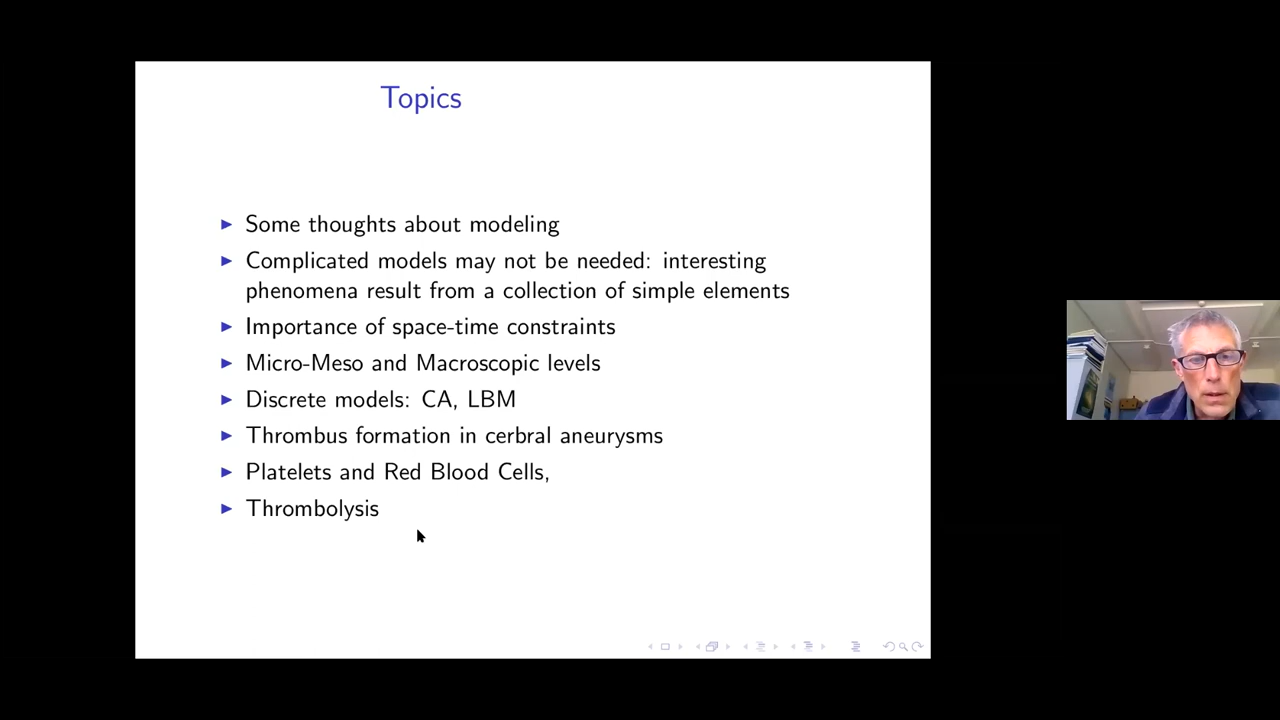 Topics
Some thoughts about modeling
Complicated models may not be needed: interesting
phenomena result from a collection of simple elements
Importance of space-time constraints
Micro-Meso and Macroscopic levels
Discrete models: CA, LBM
Thrombus formation in cerbral aneurysms
Platelets and Red Blood Cells,
Thrombolysis